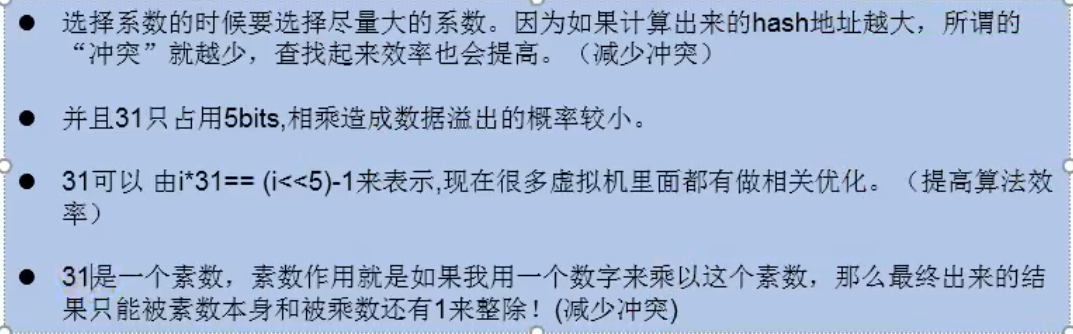 ● 选择系数的时候要选择尽量大的系数。因为如果计算出来的hash地址越大，所谓的
“冲突”就越少，查找起来效率也会提高。（减少冲突）
● 并且31只占用5bits,相乘造成数据溢出的概率较小。
● 31可以 由i*31== (i<<5)-1来表示,现在很多虚拟机里面都有做相关优化。（提高算法效
率）
● 31是一个素数，素数作用就是如果我用一个数字来乘以这个素数，那么最终出来的结
果只能被素数本身和被乘数还有1来整除！(减少冲突)